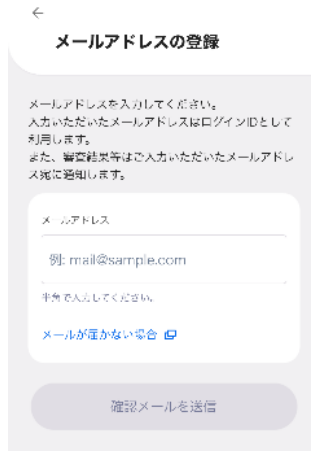 メールアドレスの登録
メールアドレスを入力してください。
入力いただいたメールアドレスはログインIDとして
利用します。
また、審査結果等はご入力いただいたメールアドレ
ス宛に通知します。
メールアドレス
例: mail@sample.com
半角で入力してください。
メールが届かない場合
確認メールを送信